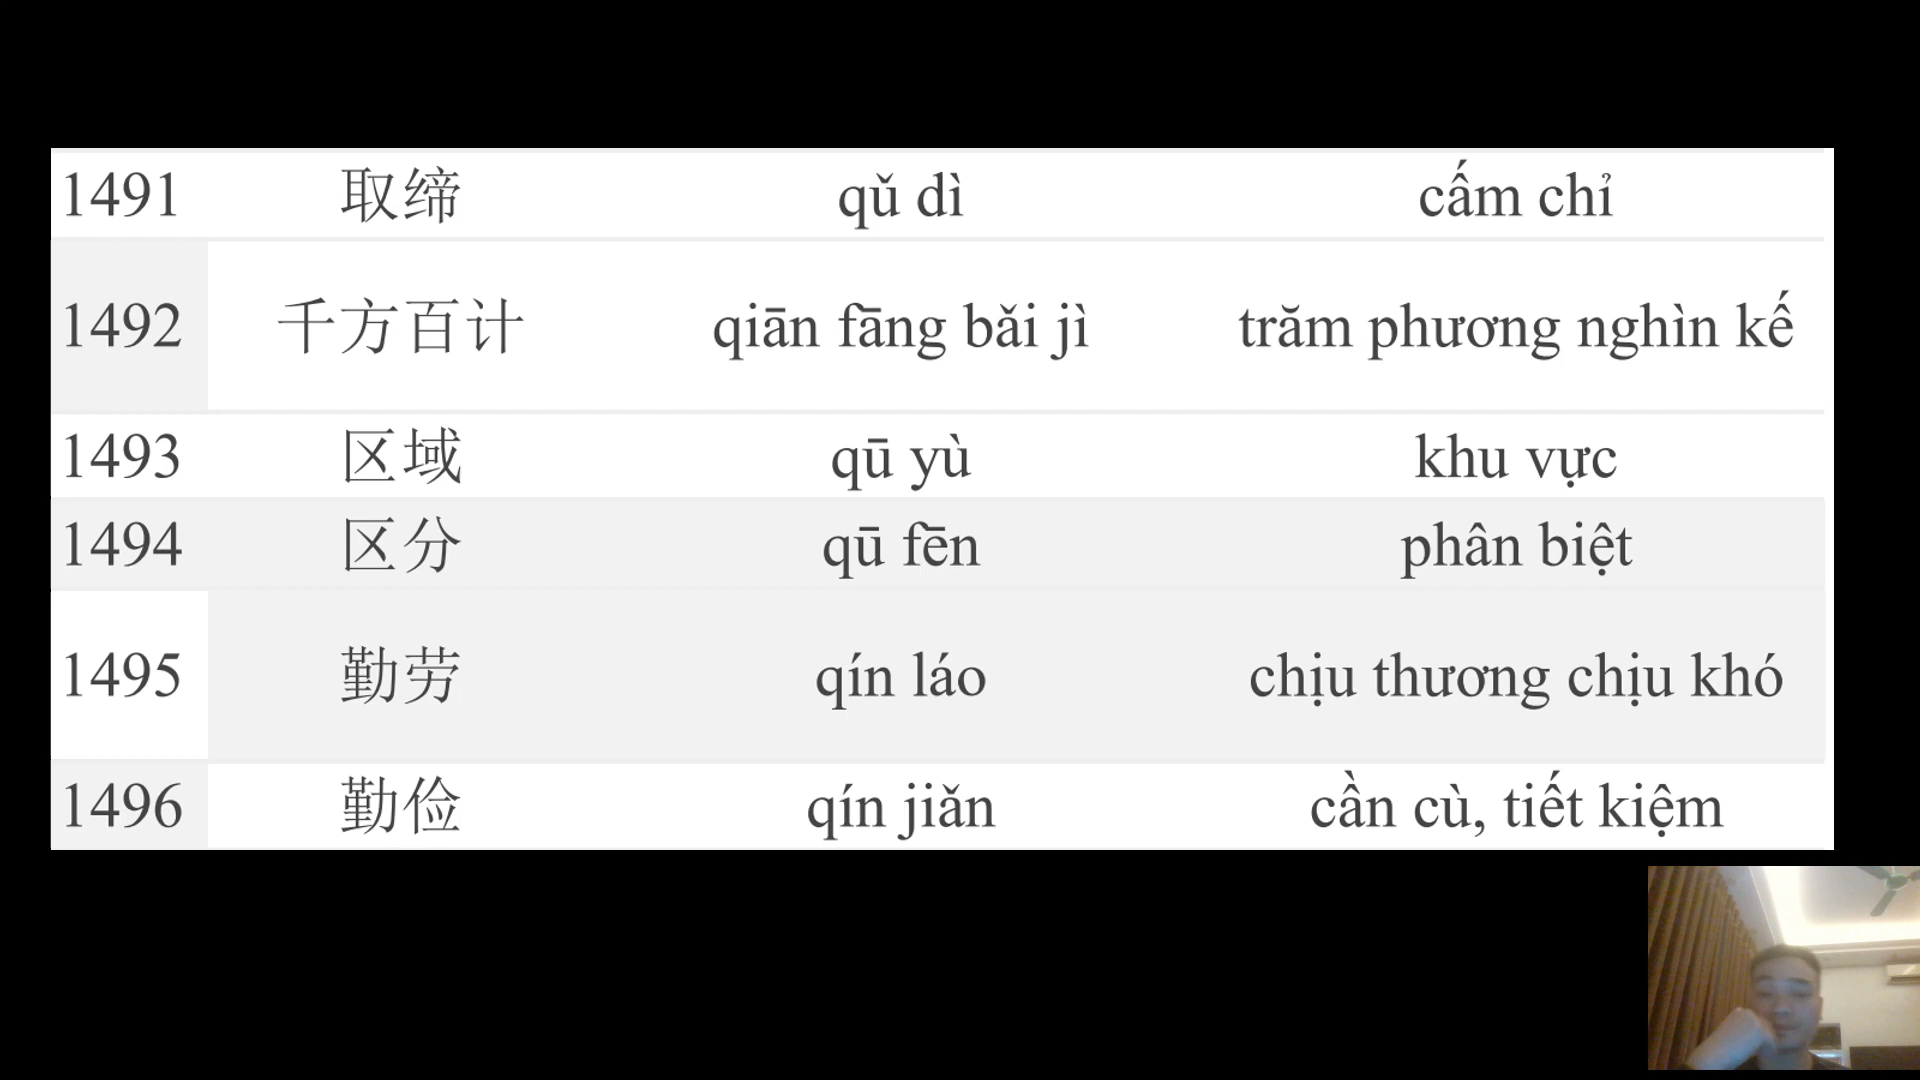 1491 取缔 qǔ dì cấm chỉ
1492 千方百计 qiān fāng bǎi jì trăm phương nghìn kế
1493 区域 qū yù khu vực
1494 区分 qū fēn phân biệt
1495 勤劳 qín láo chịu thương chịu khó
1496 勤俭 qín jiǎn cần cù, tiết kiệm